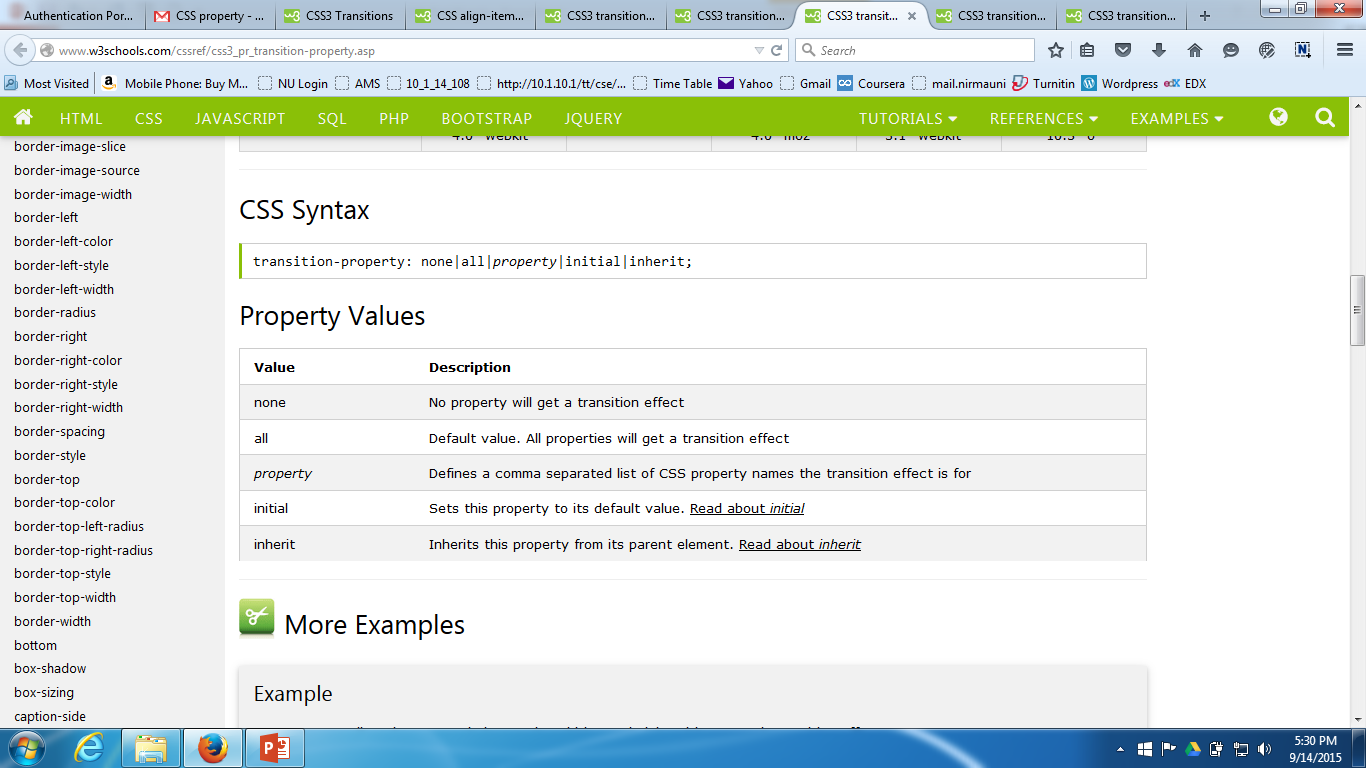 Authentication Por...
CSS property - ...
CSS3 Transitions
CSS align-item...
CSS3 transition...
CSS3 transition...
CSS3 transit...
CSS3 transition...
CSS3 transition...
www.w3schools.com/cssref/css3_pr_transition-property.asp
Search
Most Visited
Mobile Phone: Buy M...
NU Login
AMS
10_1_14_108
http://10.1.10.1/tt/cse/...
Time Table
Yahoo
Gmail
Coursera
mail.nirmauni
Turnitin
Wordpress
EDX
HTML CSS JAVASCRIPT SQL PHP BOOTSTRAP JQUERY TUTORIALS REFERENCES EXAMPLES
border-image-slice
border-image-source
border-image-width
border-left
border-left-color
border-left-style
border-left-width
border-radius
border-right
border-right-color
border-right-style
border-right-width
border-spacing
border-style
border-top
border-top-color
border-top-left-radius
border-top-right-radius
border-top-style
border-top-width
border-width
bottom
box-shadow
box-sizing
caption-side
CSS Syntax
transition-property: none|all|property|initial|inherit;
Property Values
Value Description
none No property will get a transition effect
all Default value. All properties will get a transition effect
property Defines a comma separated list of CSS property names the transition effect is for
initial Sets this property to its default value. Read about initial
inherit Inherits this property from its parent element. Read about inherit
More Examples
Example
5:30 PM
9/14/2015